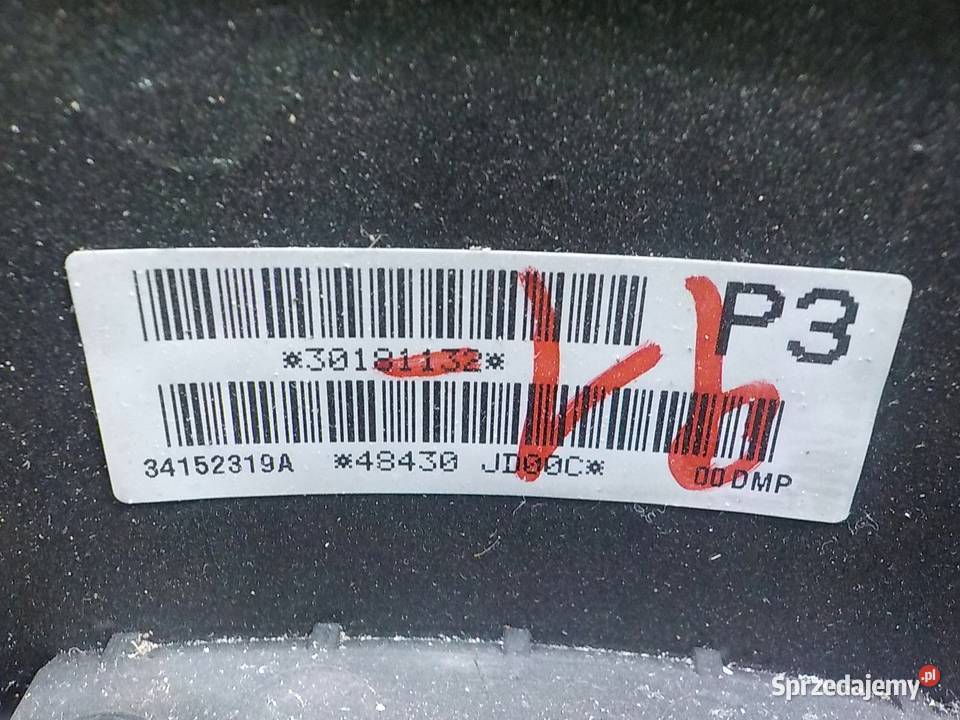 P3
*30181132*
34152319A *48430 JD00C* 00DMP
Sprzedajemy.pl